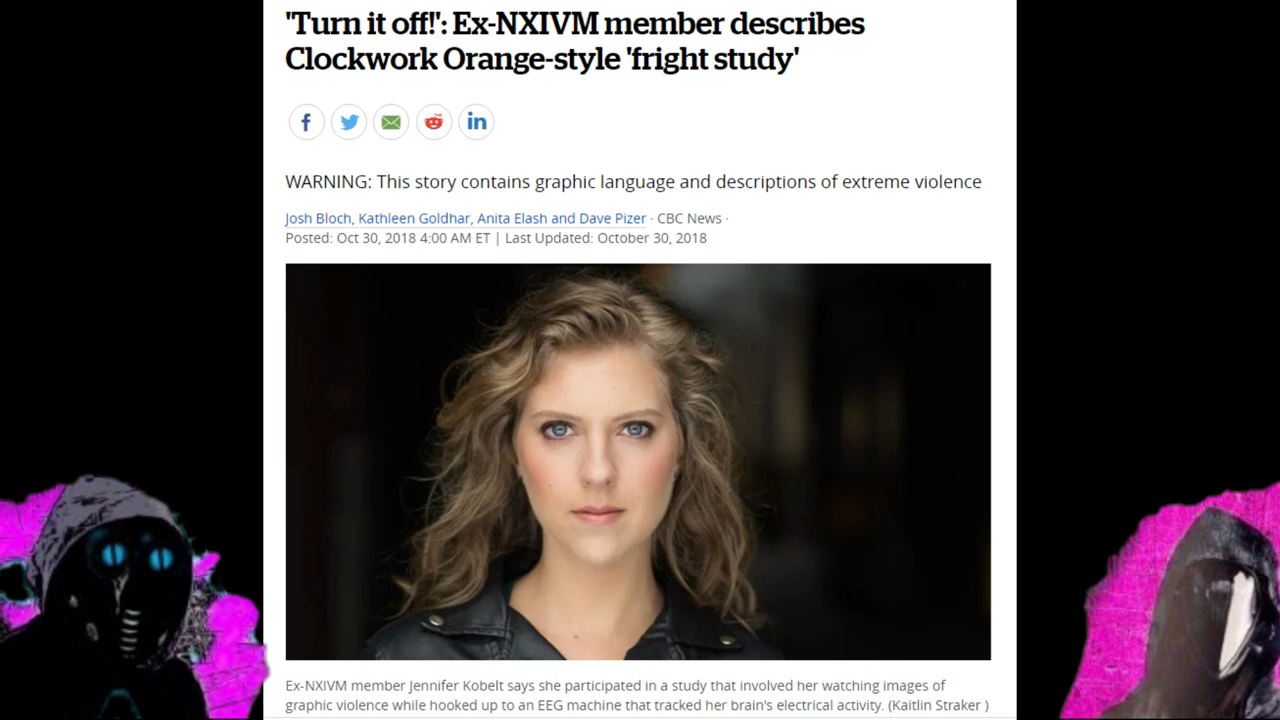 'Turn it off!': Ex-NXIVM member describes
Clockwork Orange-style 'fright study'
f
in
WARNING: This story contains graphic language and descriptions of extreme violence
Josh Bloch, Kathleen Goldhar, Anita Elash and Dave Pizer · CBC News ·
Posted: Oct 30, 2018 4:00 AM ET | Last Updated: October 30, 2018
Ex-NXIVM member Jennifer Kobelt says she participated in a study that involved her watching images of
graphic violence while hooked up to an EEG machine that tracked her brain's electrical activity. (Kaitlin Straker )